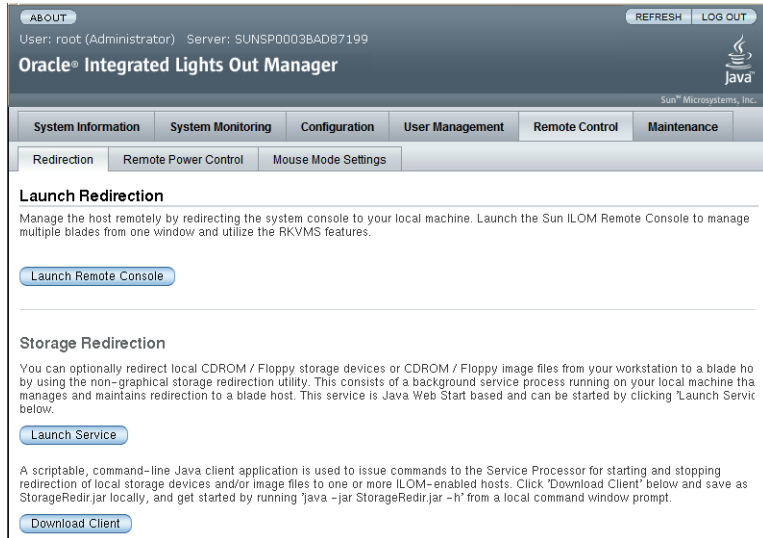 ABOUT
REFRESH LOG OUT
User: root (Administrator) Server: SUNSP0003BAD87199
Oracle® Integrated Lights Out Manager
Java™
Sun™ Microsystems, Inc.
System Information System Monitoring Configuration User Management Remote Control Maintenance
Redirection Remote Power Control Mouse Mode Settings
Launch Redirection
Manage the host remotely by redirecting the system console to your local machine. Launch the Sun ILOM Remote Console to manage
multiple blades from one window and utilize the RKVMS features.
Launch Remote Console
Storage Redirection
You can optionally redirect local CDROM / Floppy storage devices or CDROM / Floppy image files from your workstation to a blade ho
by using the non-graphical storage redirection utility. This consists of a background service process running on your local machine tha
manages and maintains redirection to a blade host. This service is Java Web Start based and can be started by clicking 'Launch Servic
below.
Launch Service
A scriptable, command-line Java client application is used to issue commands to the Service Processor for starting and stopping
redirection of local storage devices and/or image files to one or more ILOM-enabled hosts. Click 'Download Client' below and save as
StorageRedir.jar locally, and get started by running 'java -jar StorageRedir.jar -h' from a local command window prompt.
Download Client